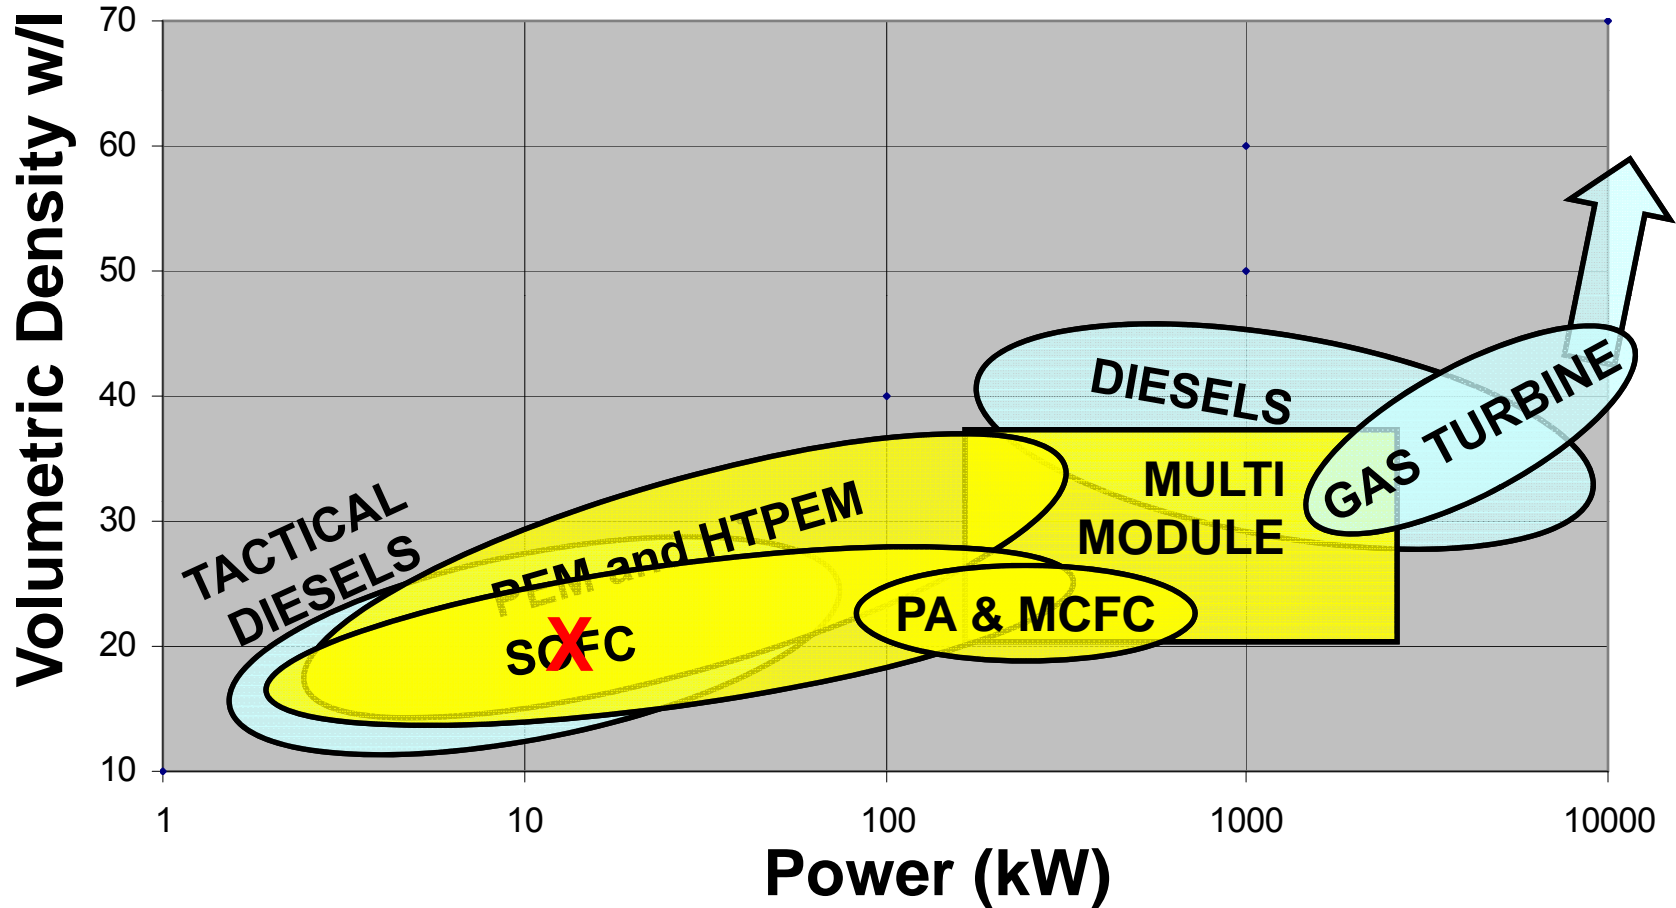 Volumetric Density w/l
70
60
50
40
30
20
10
DIESELS
GAS TURBINE
MULTI
MODULE
TACTICAL
DIESELS
PEM and HTPEM
PA & MCFC
SOFC
X
1
10
100
1000
10000
Power (kW)